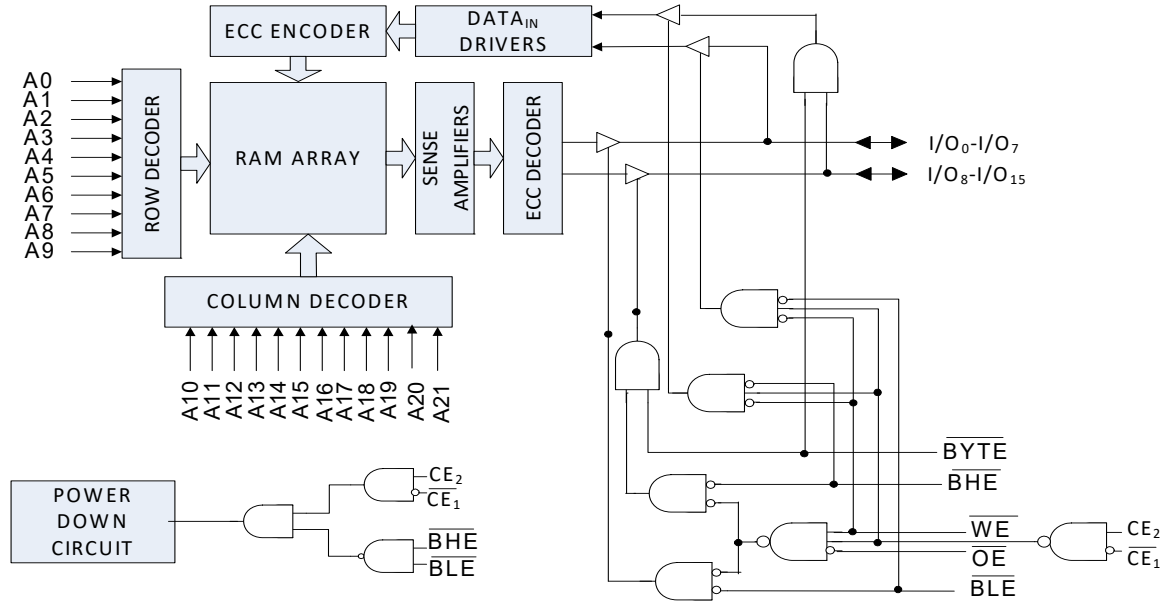 ECC ENCODER
DATAIN
DRIVERS
A0
A1
A2
A3
A4
A5
A6
A7
A8
A9
ROW DECODER
RAM ARRAY
SENSE
AMPLIFIERS
ECC DECODER
I/O0-I/O7
I/O8-I/O15
COLUMN DECODER
A10
A11
A12
A13
A14
A15
A16
A17
A18
A19
A20
A21
BYTE
BHE
WE
OE
BLE
CE2
CE1
POWER
DOWN
CIRCUIT
CE2
CE1
BHE
BLE